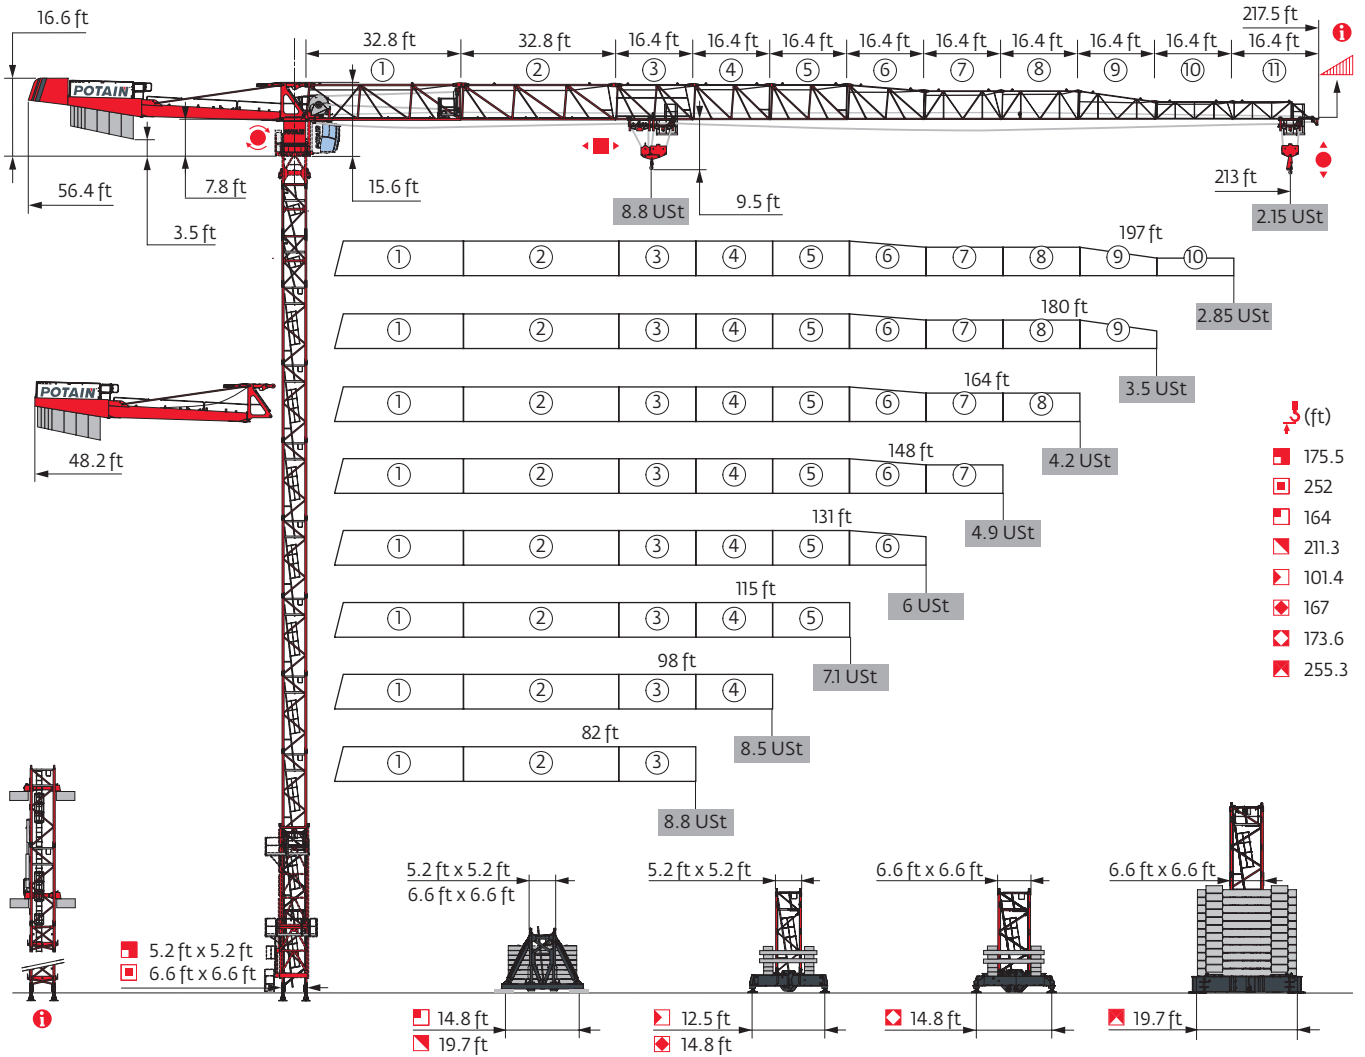 16.6 ft
217.5 ft
32.8 ft 32.8 ft 16.4 ft 16.4 ft 16.4 ft 16.4 ft 16.4 ft 16.4 ft 16.4 ft 16.4 ft 16.4 ft
1 2 3 4 5 6 7 8 9 10 11
POTAIN
56.4 ft 7.8 ft 15.6 ft 213 ft
3.5 ft 8.8 USt 9.5 ft 2.15 USt
197 ft
1 2 3 4 5 6 7 8 9 10
2.85 USt
180 ft
1 2 3 4 5 6 7 8 9
3.5 USt
164 ft
POTAIN
1 2 3 4 5 6 7 8
48.2 ft
4.2 USt
148 ft
1 2 3 4 5 6 7
4.9 USt
131 ft
1 2 3 4 5 6
6 USt
115 ft
1 2 3 4 5
7.1 USt
98 ft
1 2 3 4
8.5 USt
82 ft
1 2 3
8.8 USt
(ft)
175.5
252
164
211.3
101.4
167
173.6
255.3
5.2 ft x 5.2 ft
6.6 ft x 6.6 ft
5.2 ft x 5.2 ft
6.6 ft x 6.6 ft
5.2 ft x 5.2 ft
6.6 ft x 6.6 ft
6.6 ft x 6.6 ft
14.8 ft
19.7 ft
12.5 ft
14.8 ft
14.8 ft
19.7 ft